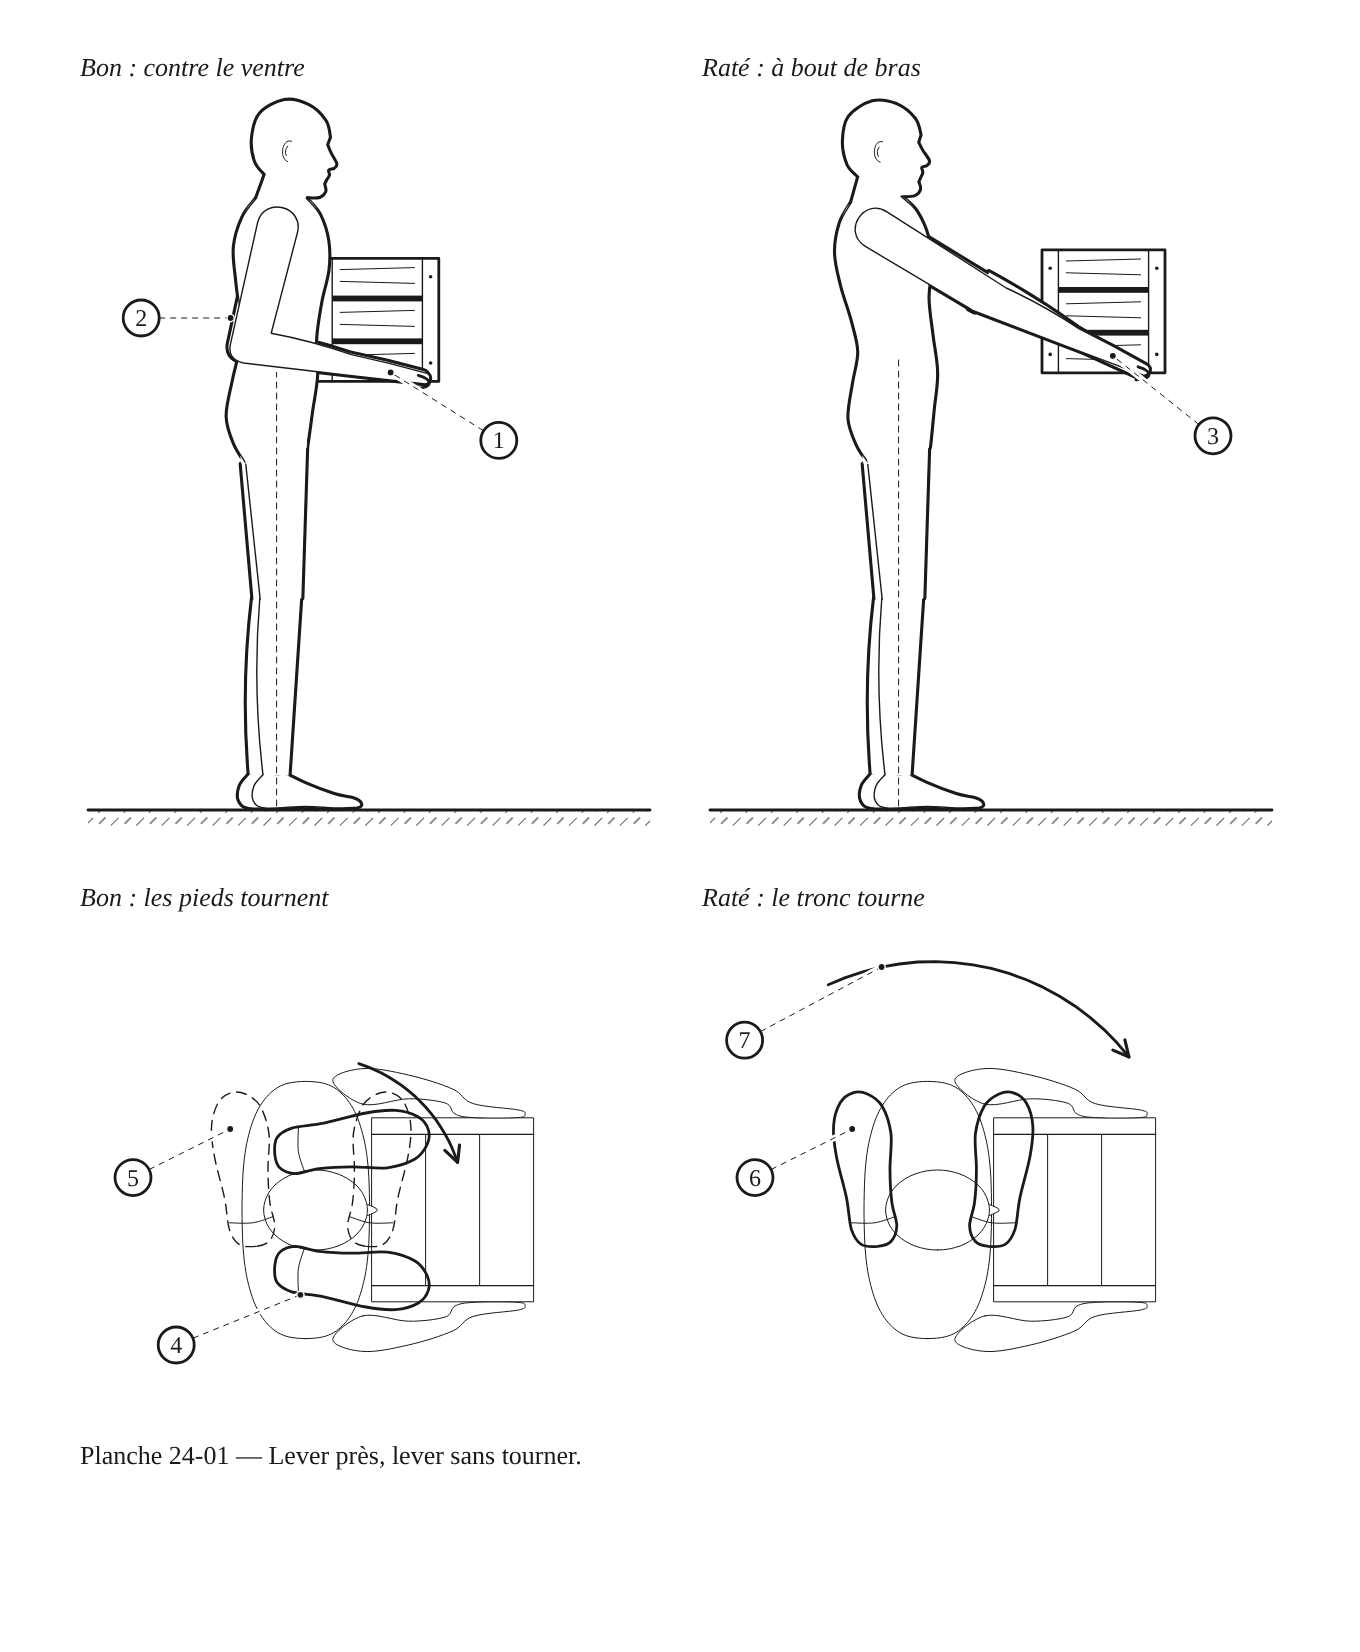 Bon : contre le ventre
Raté : à bout de bras
2
1
3
Bon : les pieds tournent
Raté : le tronc tourne
7
5
6
4
Planche 24-01 — Lever près, lever sans tourner.